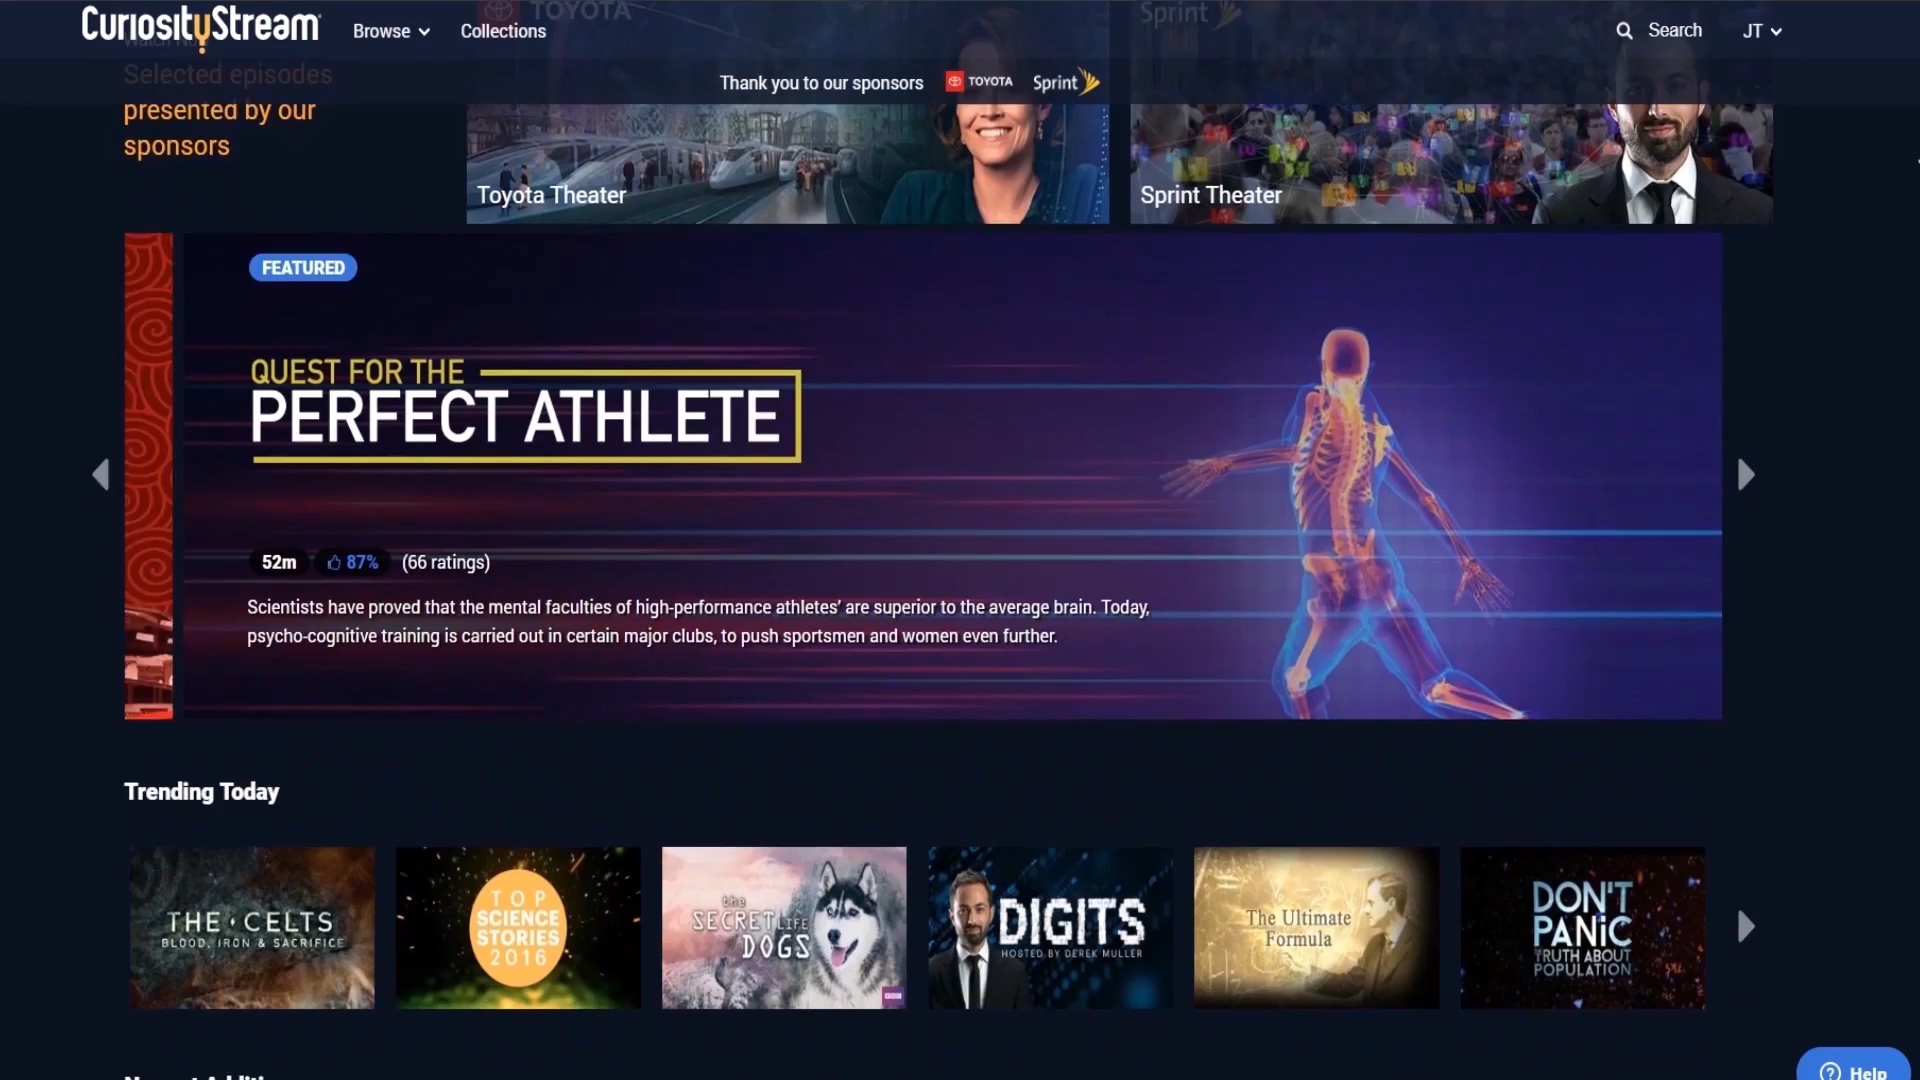 CuriosityStream
Browse
Collections
Search
JT
TOYOTA
Sprint
Thank you to our sponsors
TOYOTA
Sprint
Selected episodes
presented by our
sponsors
Toyota Theater
Sprint Theater
FEATURED
QUEST FOR THE
PERFECT ATHLETE
52m 87% (66 ratings)
Scientists have proved that the mental faculties of high-performance athletes' are superior to the average brain. Today,
psycho-cognitive training is carried out in certain major clubs, to push sportsmen and women even further.
Trending Today
THE · CELTS
BLOOD, IRON & SACRIFICE
TOP
SCIENCE
STORIES
2016
the
SECRET LIFE
DOGS
BBC
DIGITS
HOSTED BY DEREK MULLER
The Ultimate
Formula
DON'T
PANiC
TRUTH ABOUT
POPULATION
Help